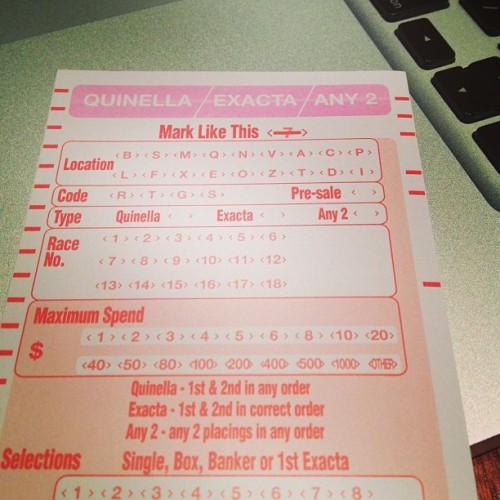 QUINELLA / EXACTA / ANY 2
Mark Like This <-7->
Location <B> <S> <M> <Q> <N> <V> <A> <C> <P>
<L> <F> <X> <E> <O> <Z> <T> <D> <I>
Code <R> <T> <G> <S> Pre-sale < >
Type Quinella < > Exacta < > Any 2 < >
Race No. <1> <2> <3> <4> <5> <6>
<7> <8> <9> <10> <11> <12>
<13> <14> <15> <16> <17> <18>
Maximum Spend
$ <1> <2> <3> <4> <5> <6> <8> <10> <20>
<40> <50> <80> <100> <200> <400> <500> <1000> <OTHER>
Quinella - 1st & 2nd in any order
Exacta - 1st & 2nd in correct order
Any 2 - any 2 placings in any order
Selections Single, Box, Banker or 1st Exacta
<1> <2> <3> <4> <5> <6> <7> <8>